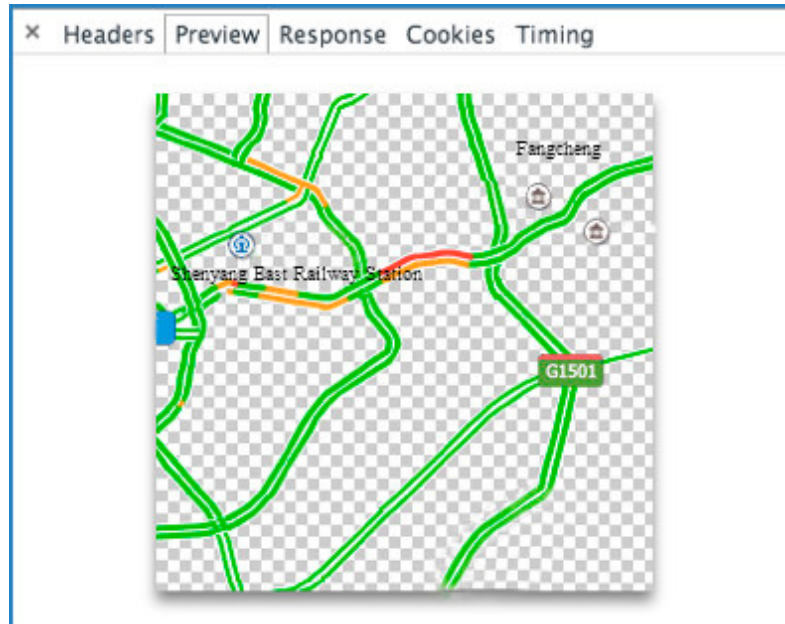 × Headers Preview Response Cookies Timing
Fangcheng
Shenyang East Railway Station
G1501